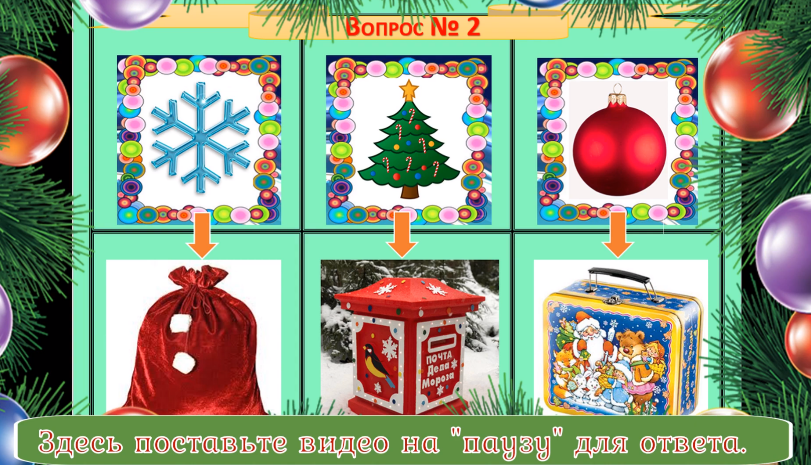 Вопрос № 2
ПОЧТА
Деда
Мороза
Здесь поставьте видео на "паузу" для ответа.